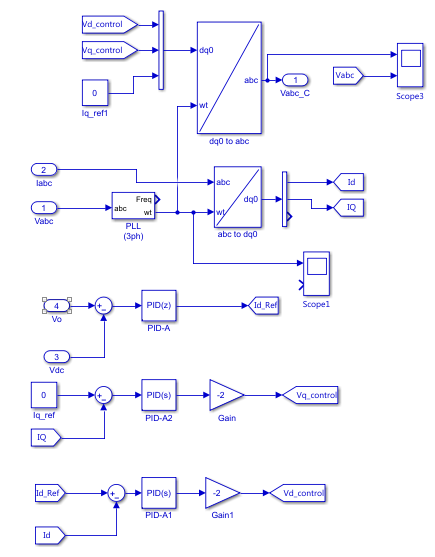 Vd_control
Vq_control
0
Iq_ref1
dq0
wt
abc
dq0 to abc
1
Vabc_C
Vabc
Scope3
2
Iabc
1
Vabc
abc
Freq
wt
PLL
(3ph)
abc
wt
dq0
abc to dq0
Id
IQ
Scope1
4
Vo
+_
PID(z)
PID-A
Id_Ref
3
Vdc
0
Iq_ref
+_
PID(s)
PID-A2
-2
Gain
Vq_control
IQ
Id_Ref
+_
PID(s)
PID-A1
-2
Gain1
Vd_control
Id